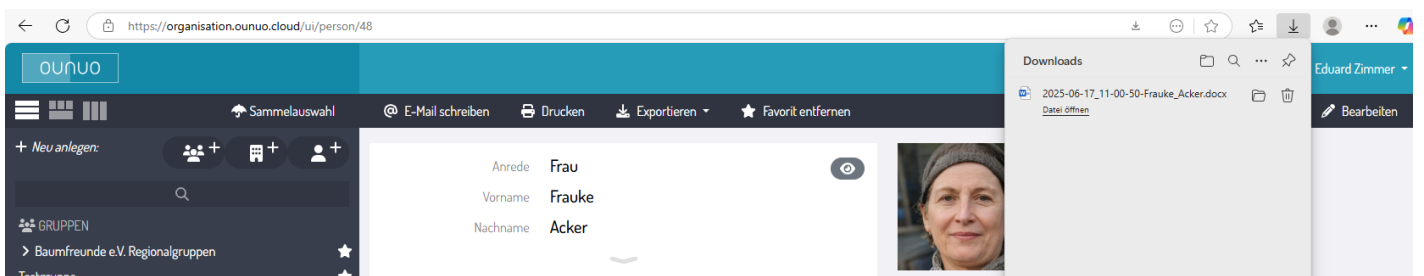 https://organisation.ounuo.cloud/ui/person/48
ounuo
Downloads
Eduard Zimmer
2025-06-17_11-00-50-Frauke_Acker.docx
Datei öffnen
Sammelauswahl
@ E-Mail schreiben
Drucken
Exportieren
Favorit entfernen
Bearbeiten
+ Neu anlegen:
Anrede Frau
Vorname Frauke
Nachname Acker
GRUPPEN
> Baumfreunde e.V. Regionalgruppen
Testgruppe